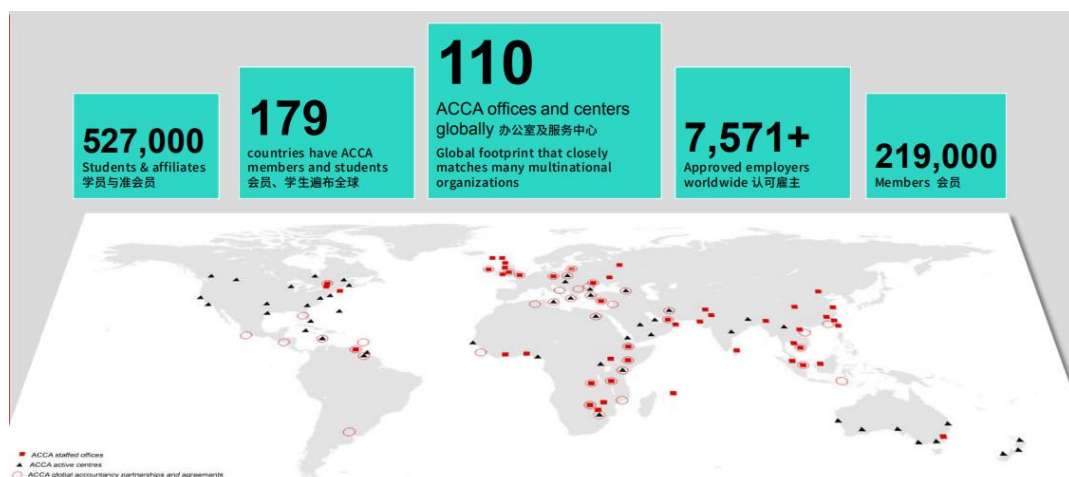 527,000
Students & affiliates
学员与准会员
179
countries have ACCA
members and students
会员、学生遍布全球
110
ACCA offices and centers
globally 办公室及服务中心
Global footprint that closely
matches many multinational
organizations
7,571+
Approved employers
worldwide 认可雇主
219,000
Members 会员
ACCA staffed offices
ACCA active centres
ACCA global accountancy partnerships and agreements